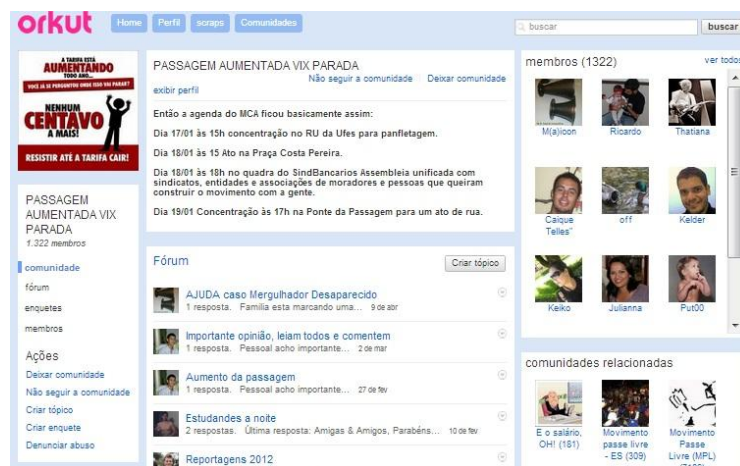 orkut
Home Perfil scraps Comunidades
buscar
buscar
A TARIFA ESTÁ
AUMENTANDO
TODO ANO...
VOCÊ JÁ SE PERGUNTOU ONDE ISSO VAI PARAR?
NENHUM
CENTAVO
A MAIS!
RESISTIR ATÉ A TARIFA CAIR!
PASSAGEM
AUMENTADA VIX
PARADA
1.322 membros
comunidade
fórum
enquetes
membros
Ações
Deixar comunidade
Não seguir a comunidade
Criar tópico
Criar enquete
Denunciar abuso
PASSAGEM AUMENTADA VIX PARADA
Não seguir a comunidade Deixar comunidade
exibir perfil
Então a agenda do MCA ficou basicamente assim:
Dia 17/01 às 15h concentração no RU da Ufes para panfletagem.
Dia 18/01 às 15 Ato na Praça Costa Pereira.
Dia 18/01 às 18h no quadra do SindBancarios Assembleia unificada com
sindicatos, entidades e associações de moradores e pessoas que queiram
construir o movimento com a gente.
Dia 19/01 Concentração às 17h na Ponte da Passagem para um ato de rua.
Fórum
Criar tópico
AJUDA caso Mergulhador Desaparecido
1 resposta. Familia esta marcando uma... 9 de abr
Importante opinião, leiam todos e comentem
1 resposta. Pessoal acho importante... 2 de mar
Aumento da passagem
1 resposta. Pessoal acho importante... 27 de fev
Estudandes a noite
2 respostas. Última resposta: Amigas & Amigos, Parabéns... 10 de fev
Reportagens 2012
membros (1322) ver todos
M(a)icon Ricardo Thatiana
Caique
Telles" off Kelder
Keiko Julianna Put00
comunidades relacionadas
E o salário,
OH! (181)
Movimento
passe livre
- ES (309)
Movimento
Passe
Livre (MPL)